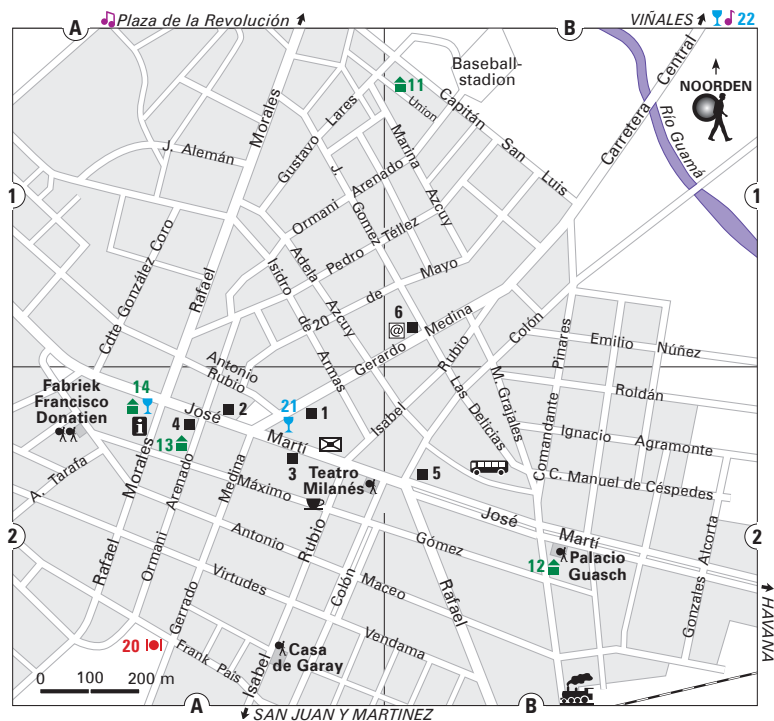 A
Plaza de la Revolución
B
VIÑALES
22
Baseball-
stadion
NOORDEN
11
Union
Capitán San Luis
Carretera Central
Río Guamá
Morales
Lares
Gustavo
J. Alemán
Marina Azcuy
J. Gomez
Ormani Arenado
Pedro Téllez
1
1
Cdte González Coro
Rafael
Isidro de Armas
Adela Azcuy
20 de Mayo
6
@
Gerardo Medina
Rubio
Colón
Pinares
Emilio Núñez
Antonio
Rubio
Fabriek
Francisco
Donatien
14
i
4
13
2
21
1
José Martí
3
Isabel
Las Delicias
M. Grajales
Comandante
Roldán
Ignacio Agramonte
C. Manuel de Céspedes
Teatro
Milanés
5
A. Tarafa
Morales
Arenado
Medina
Máximo
Rubio
José Martí
2
2
Rafael
Ormani
Antonio
Gómez
12
Palacio
Guasch
Gonzales Alcorta
Virtudes
Gerrado
Colón
Maceo
Rafael
HAVANA
20
Frank Pais
Isabel
Casa
de Garay
Vendama
0 100 200 m
A
B
SAN JUAN Y MARTINEZ